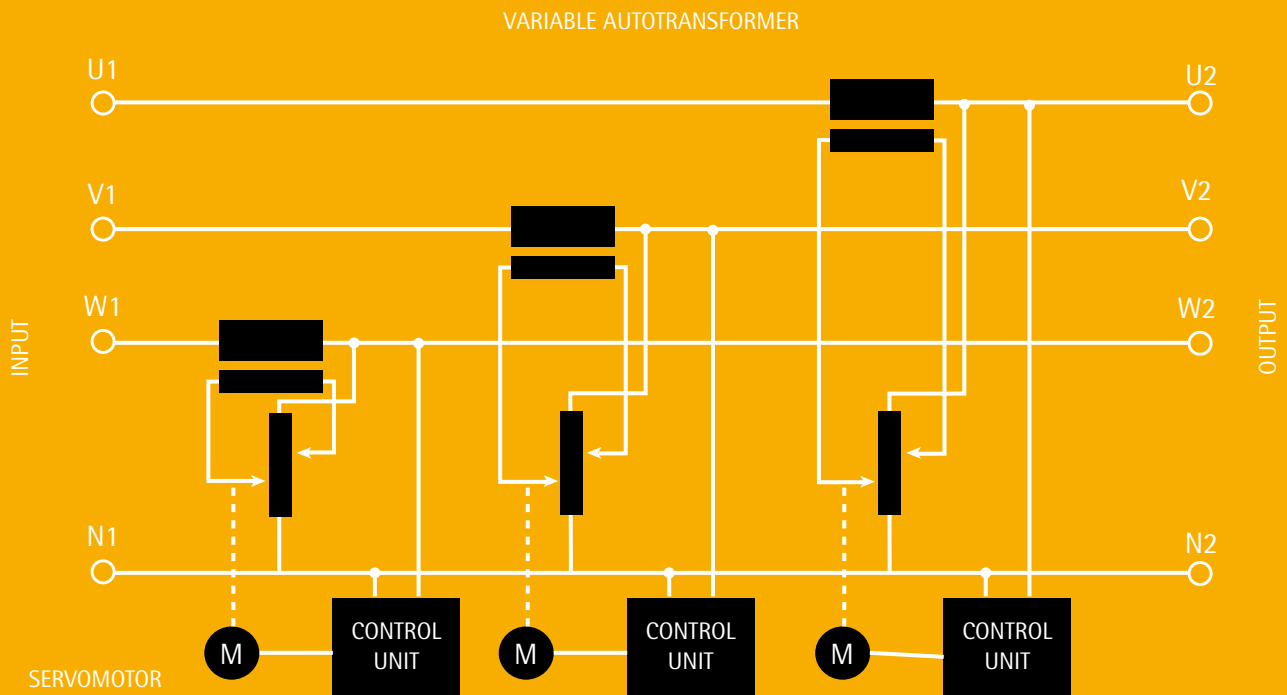 VARIABLE AUTOTRANSFORMER
U1
U2
V1
V2
W1
W2
INPUT
OUTPUT
N1
N2
M
CONTROL
UNIT
M
CONTROL
UNIT
M
CONTROL
UNIT
SERVOMOTOR